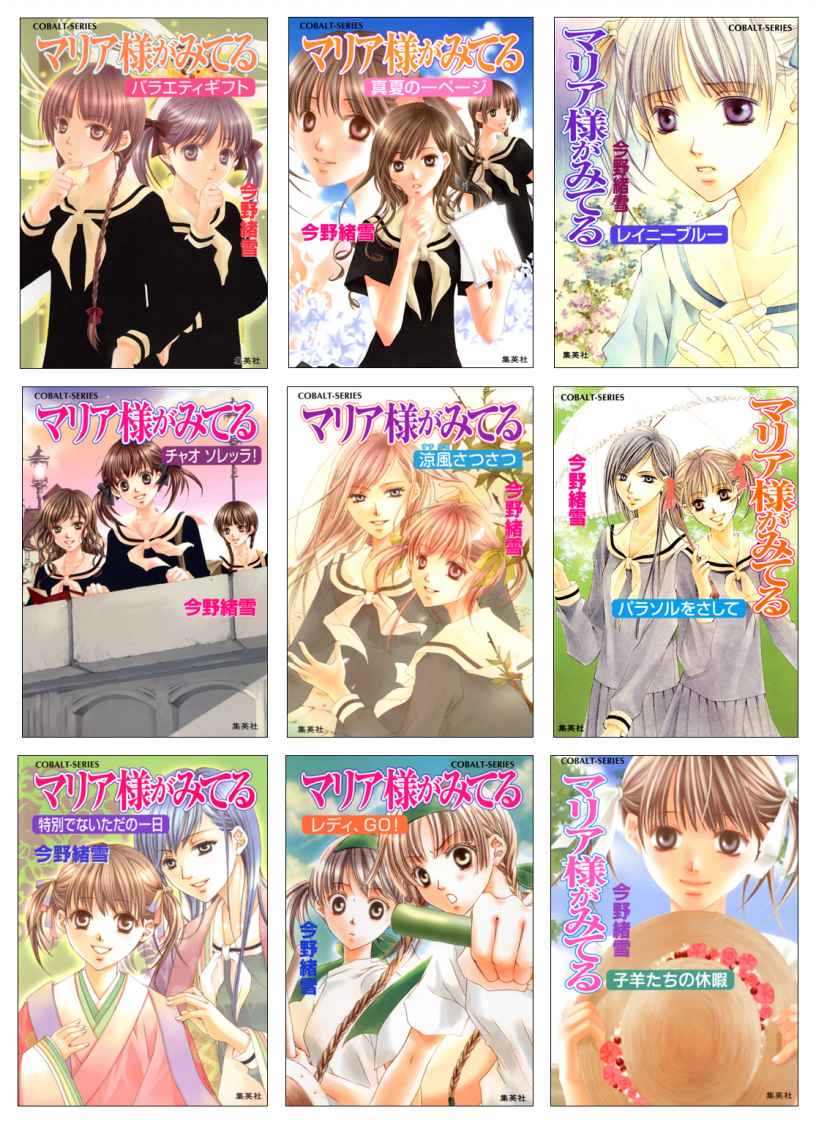 COBALT-SERIES
マリア様がみてる
バラエティギフト
今野緒雪
集英社
COBALT-SERIES
マリア様がみてる
真夏の一ページ
今野緒雪
集英社
COBALT-SERIES
マリア様がみてる
今野緒雪
レイニーブルー
集英社
COBALT-SERIES
マリア様がみてる
チャオ ソレッラ!
今野緒雪
集英社
COBALT-SERIES
マリア様がみてる
涼風さつさつ
今野緒雪
集英社
COBALT-SERIES
マリア様がみてる
今野緒雪
パラソルをさして
集英社
COBALT-SERIES
マリア様がみてる
特別でないただの一日
今野緒雪
集英社
COBALT-SERIES
マリア様がみてる
レディ、GO!
今野緒雪
集英社
COBALT-SERIES
マリア様がみてる
今野緒雪
子羊たちの休暇
集英社